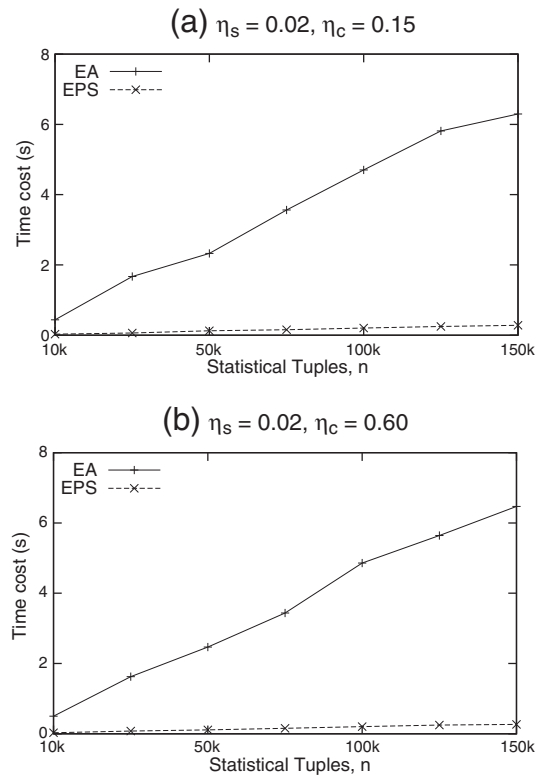 (a) ηs = 0.02, ηc = 0.15
8
EA
EPS
6
4
2
0
Time cost (s)
10k 50k 100k 150k
Statistical Tuples, n
(b) ηs = 0.02, ηc = 0.60
8
EA
EPS
6
4
2
0
Time cost (s)
10k 50k 100k 150k
Statistical Tuples, n